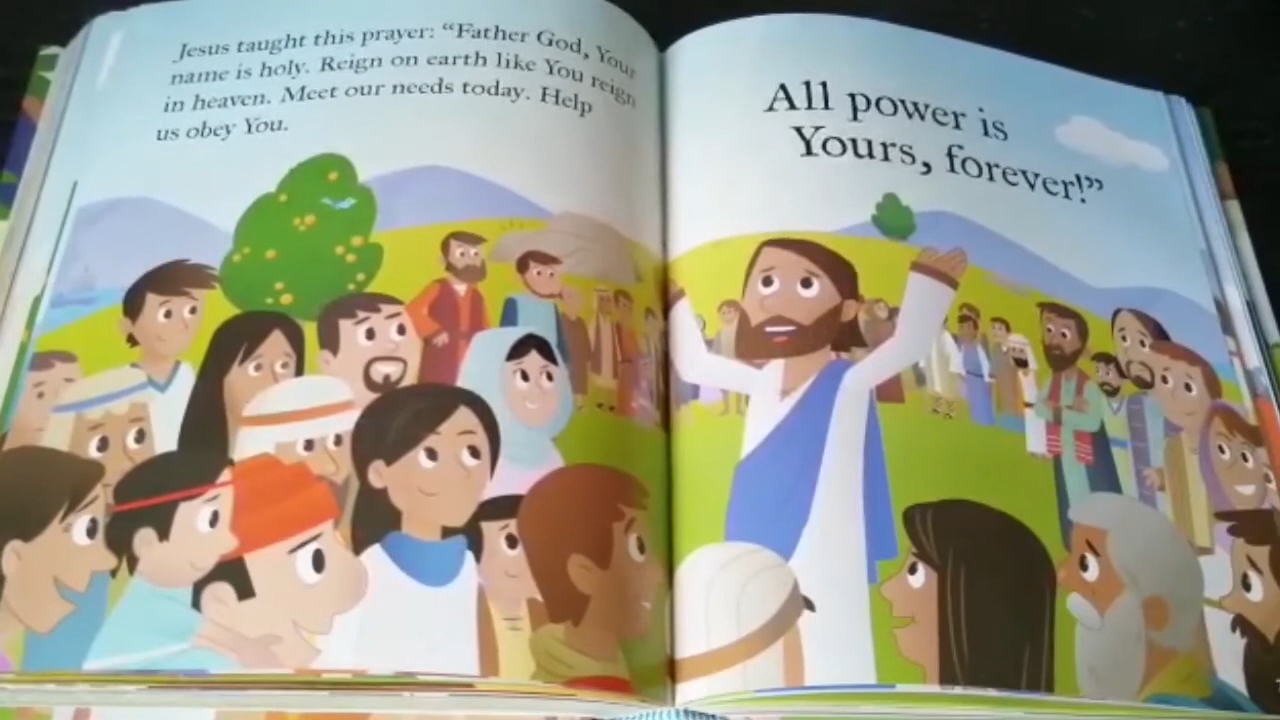 Jesus taught this prayer: “Father God, Your
name is holy. Reign on earth like You reign
in heaven. Meet our needs today. Help
us obey You.
All power is
Yours, forever!”